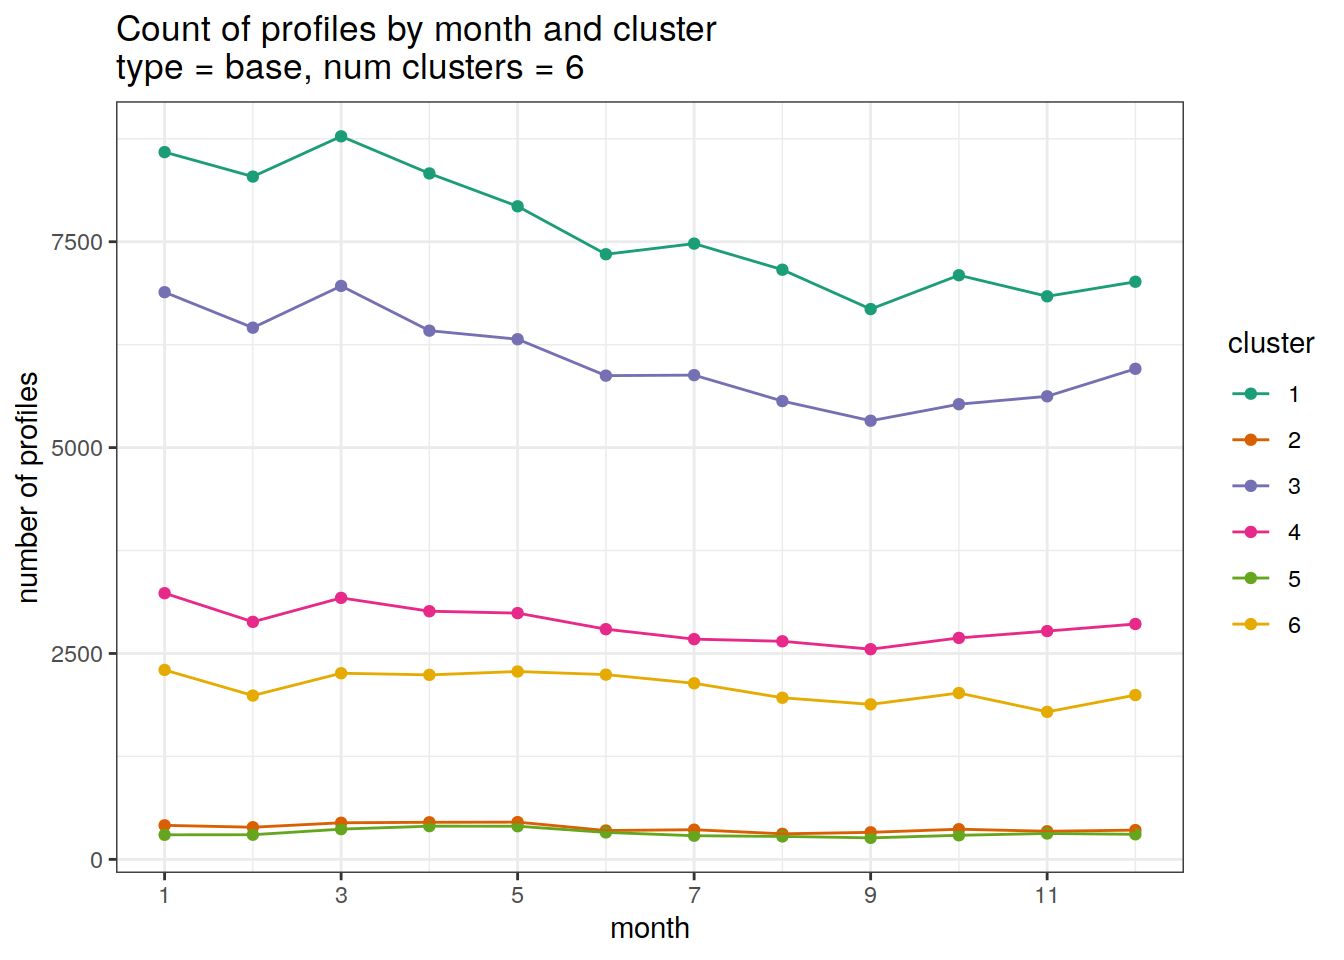 Count of profiles by month and cluster
type = base, num clusters = 6
7500
5000
2500
0
number of profiles
1 3 5 7 9 11
month
cluster
1
2
3
4
5
6